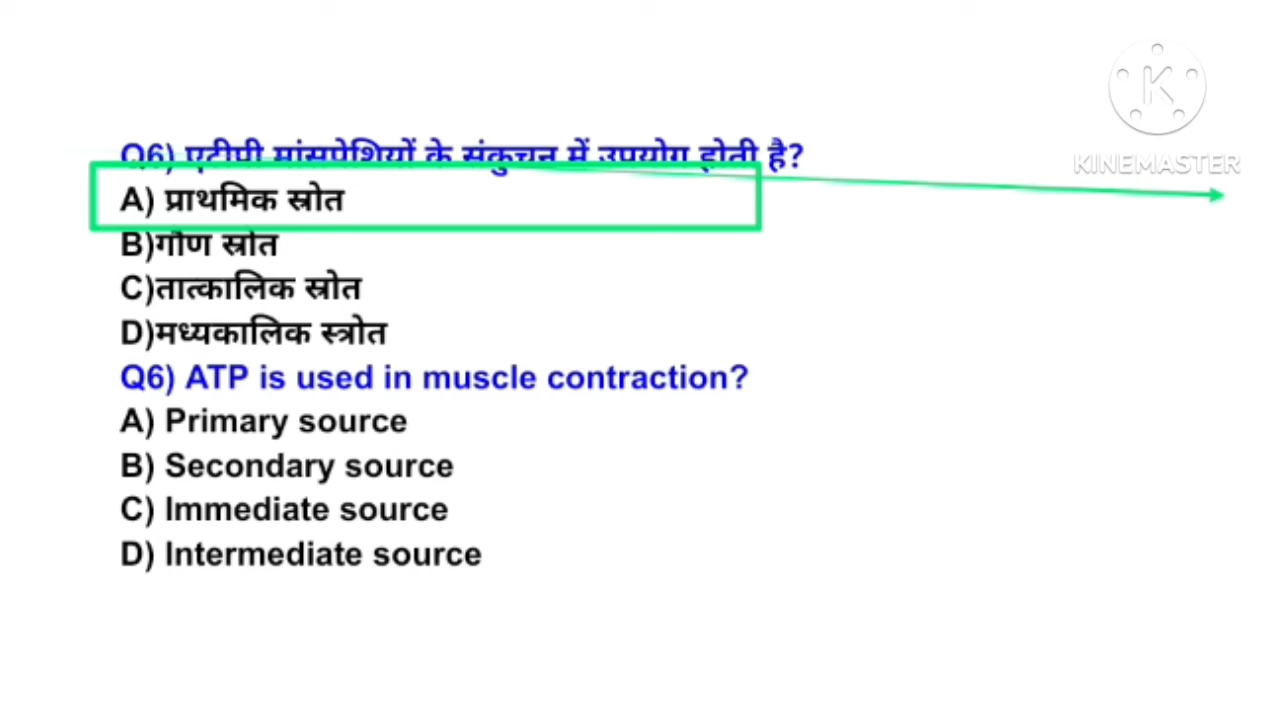 Q6) एटीपी मांसपेशियों के संकुचन में उपयोग होती है?
A) प्राथमिक स्रोत
B)गौण स्रोत
C)तात्कालिक स्रोत
D)मध्यकालिक स्त्रोत
Q6) ATP is used in muscle contraction?
A) Primary source
B) Secondary source
C) Immediate source
D) Intermediate source
K
KINEMASTER